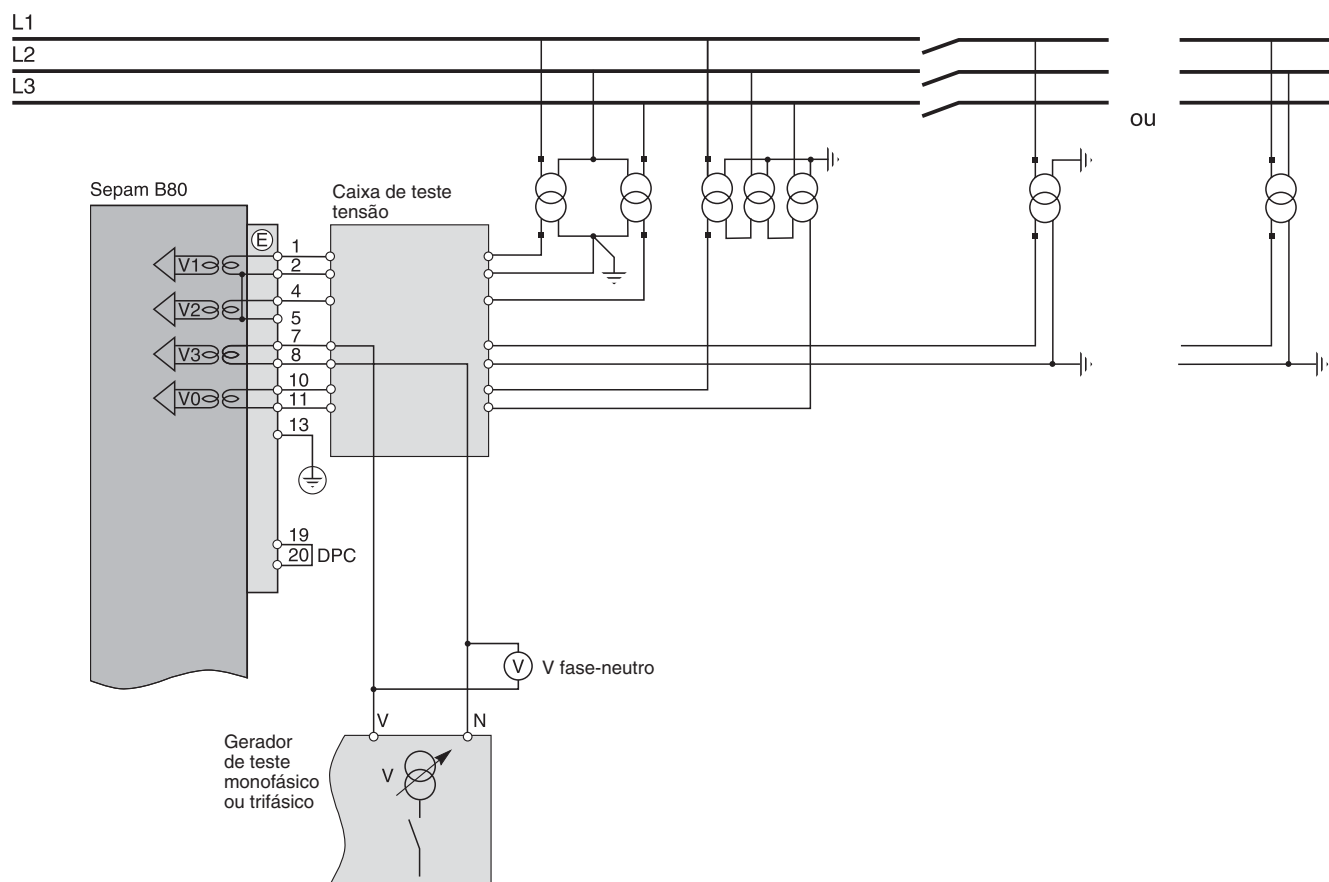 L1
L2
L3
ou
Sepam B80
Caixa de teste
tensão
E
1
V1
2
4
V2
5
7
V3
8
10
V0
11
13
19
20 DPC
V
V fase-neutro
V
N
Gerador
de teste
monofásico
ou trifásico
V